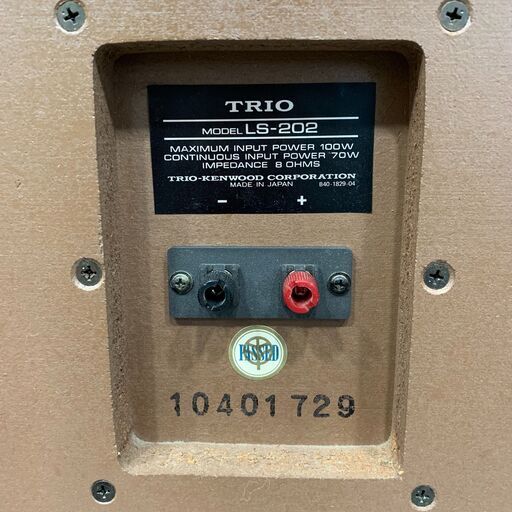 TRIO
MODEL LS-202
MAXIMUM INPUT POWER 100W
CONTINUOUS INPUT POWER 70W
IMPEDANCE 8 OHMS
TRIO-KENWOOD CORPORATION
MADE IN JAPAN B40-1829-04
− +
PASSED
10401729